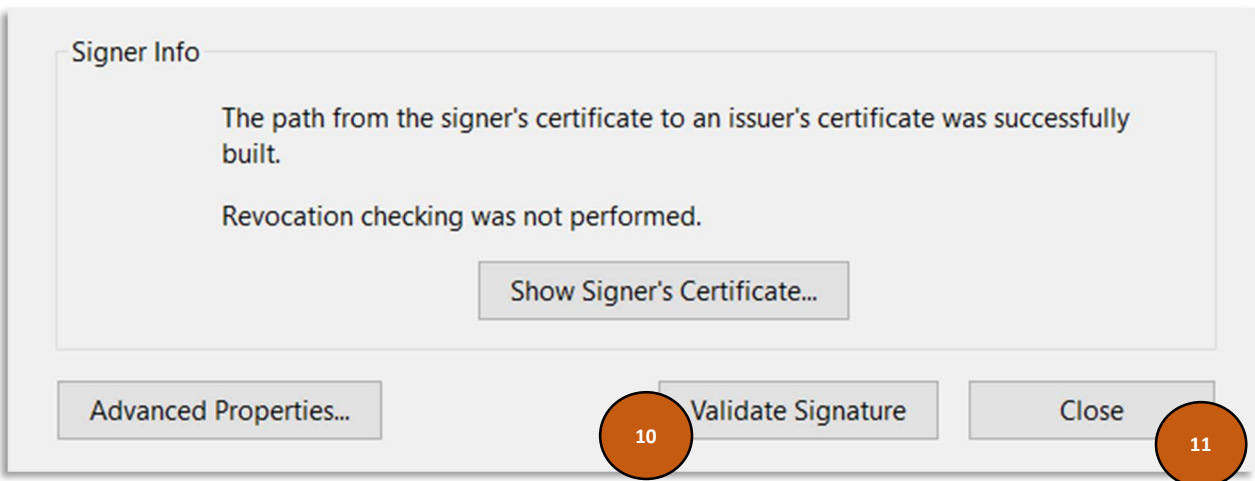 Signer Info
The path from the signer's certificate to an issuer's certificate was successfully
built.
Revocation checking was not performed.
Show Signer's Certificate...
Advanced Properties...
10
Validate Signature
Close
11